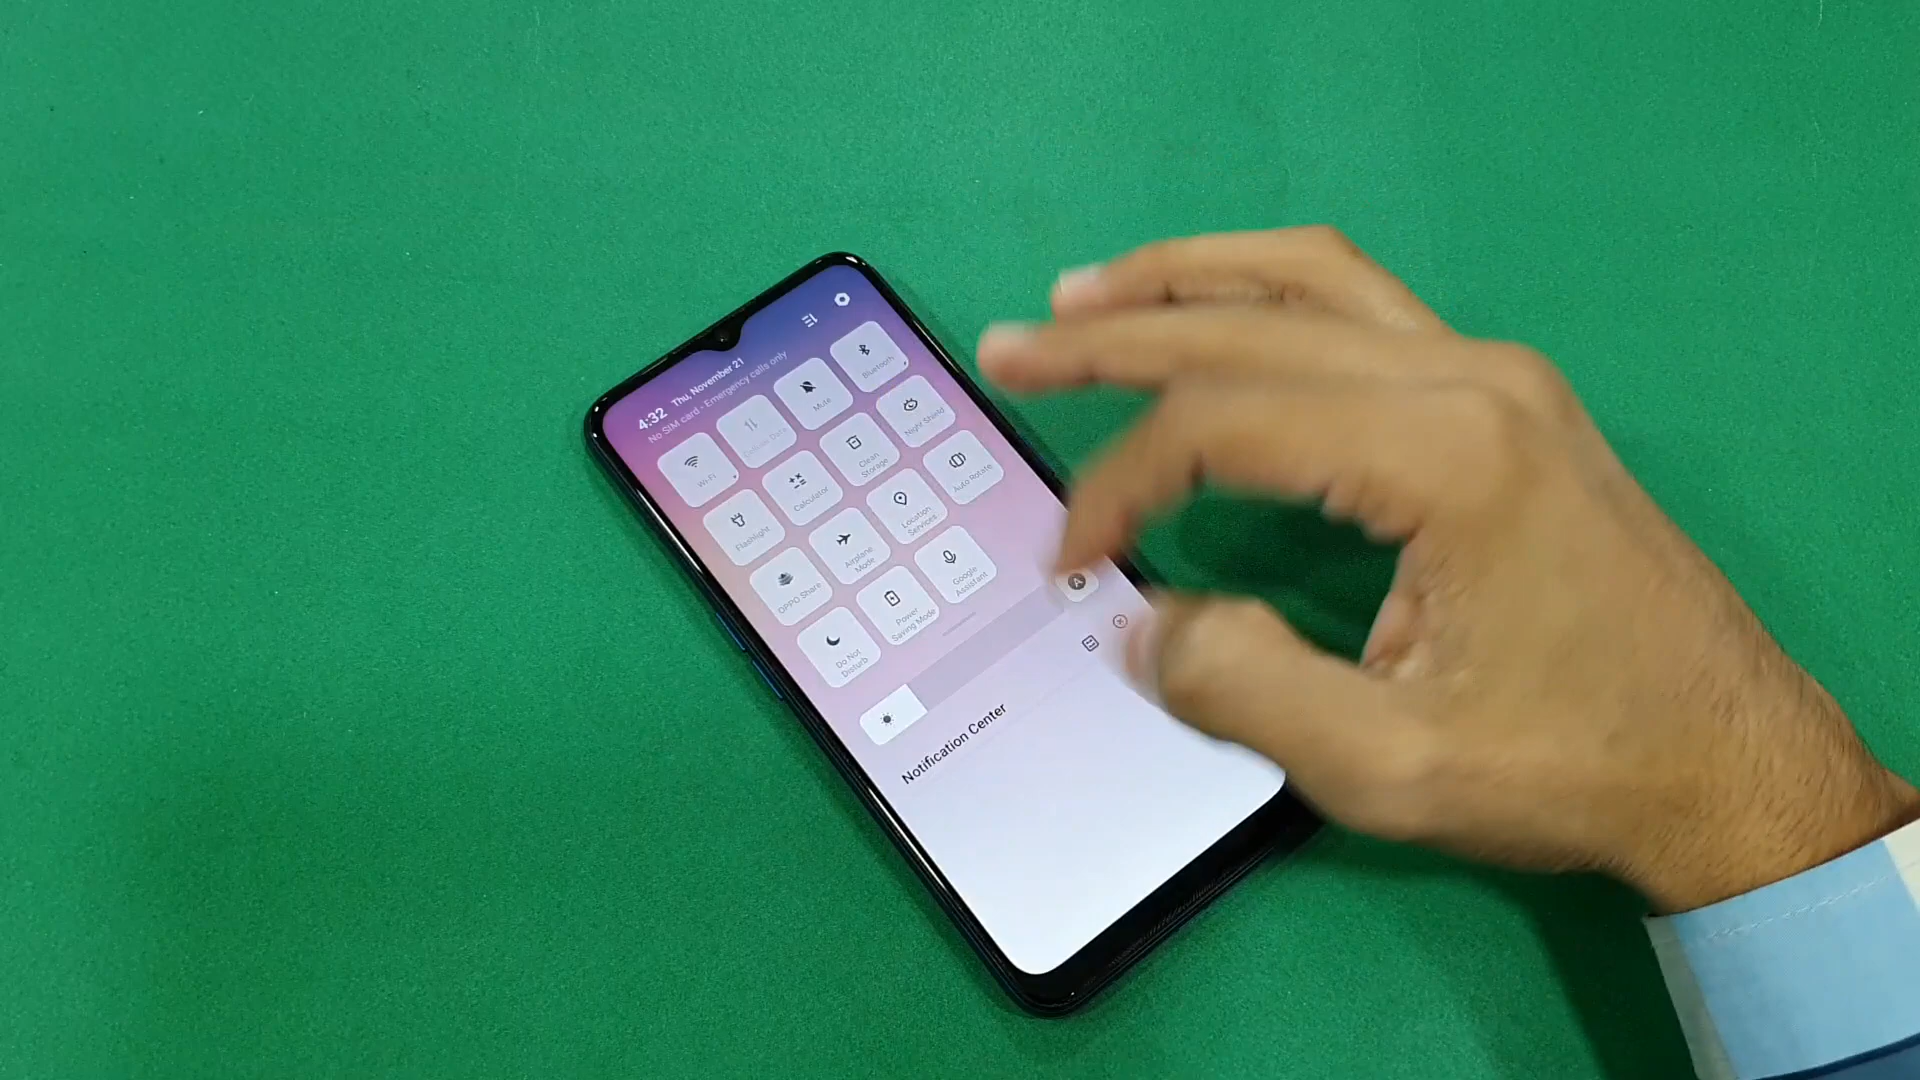 4:32 Thu, November 21
No SIM card - Emergency calls only
Wi-Fi
Mute
Bluetooth
Flashlight
Calculator
Clean
Storage
Night Shield
OPPO Share
Airplane
Mode
Location
Services
Auto Rotate
Do Not
Disturb
Power
Saving Mode
Google
Assistant
A
Notification Center